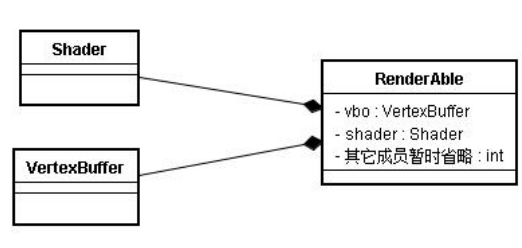 Shader
RenderAble
- vbo : VertexBuffer
- shader : Shader
- 其它成员暂时省略 : int
VertexBuffer